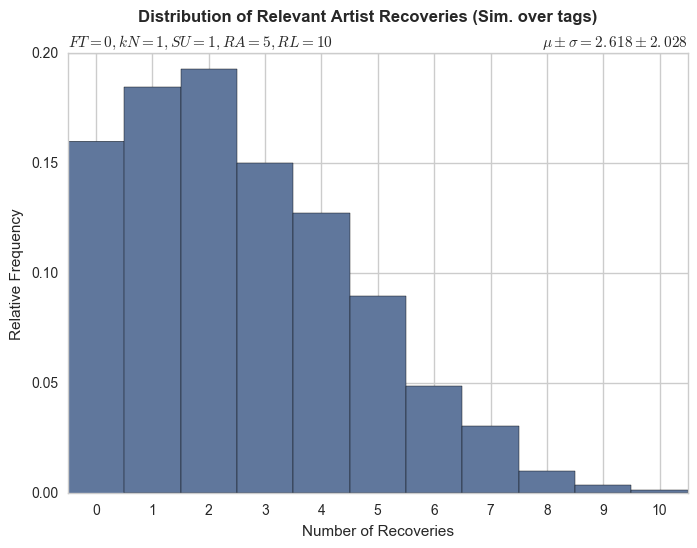 Distribution of Relevant Artist Recoveries (Sim. over tags)
FT = 0, kN = 1, SU = 1, RA = 5, RL = 10
μ ± σ = 2.618 ± 2.028
0.20
0.15
0.10
0.05
0.00
Relative Frequency
0 1 2 3 4 5 6 7 8 9 10
Number of Recoveries